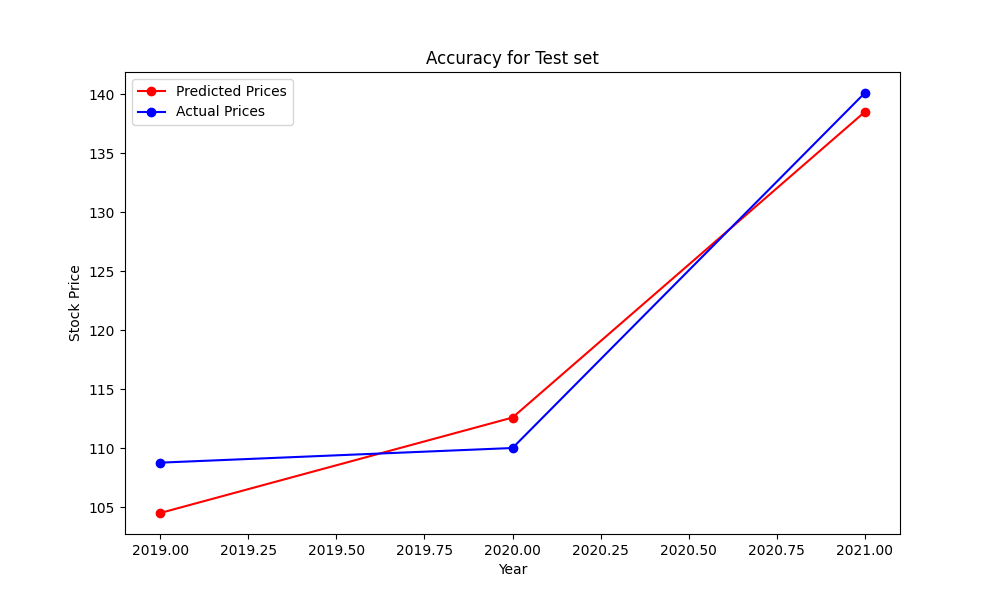 Accuracy for Test set
Predicted Prices
Actual Prices
140
135
130
125
120
115
110
105
Stock Price
2019.00 2019.25 2019.50 2019.75 2020.00 2020.25 2020.50 2020.75 2021.00
Year